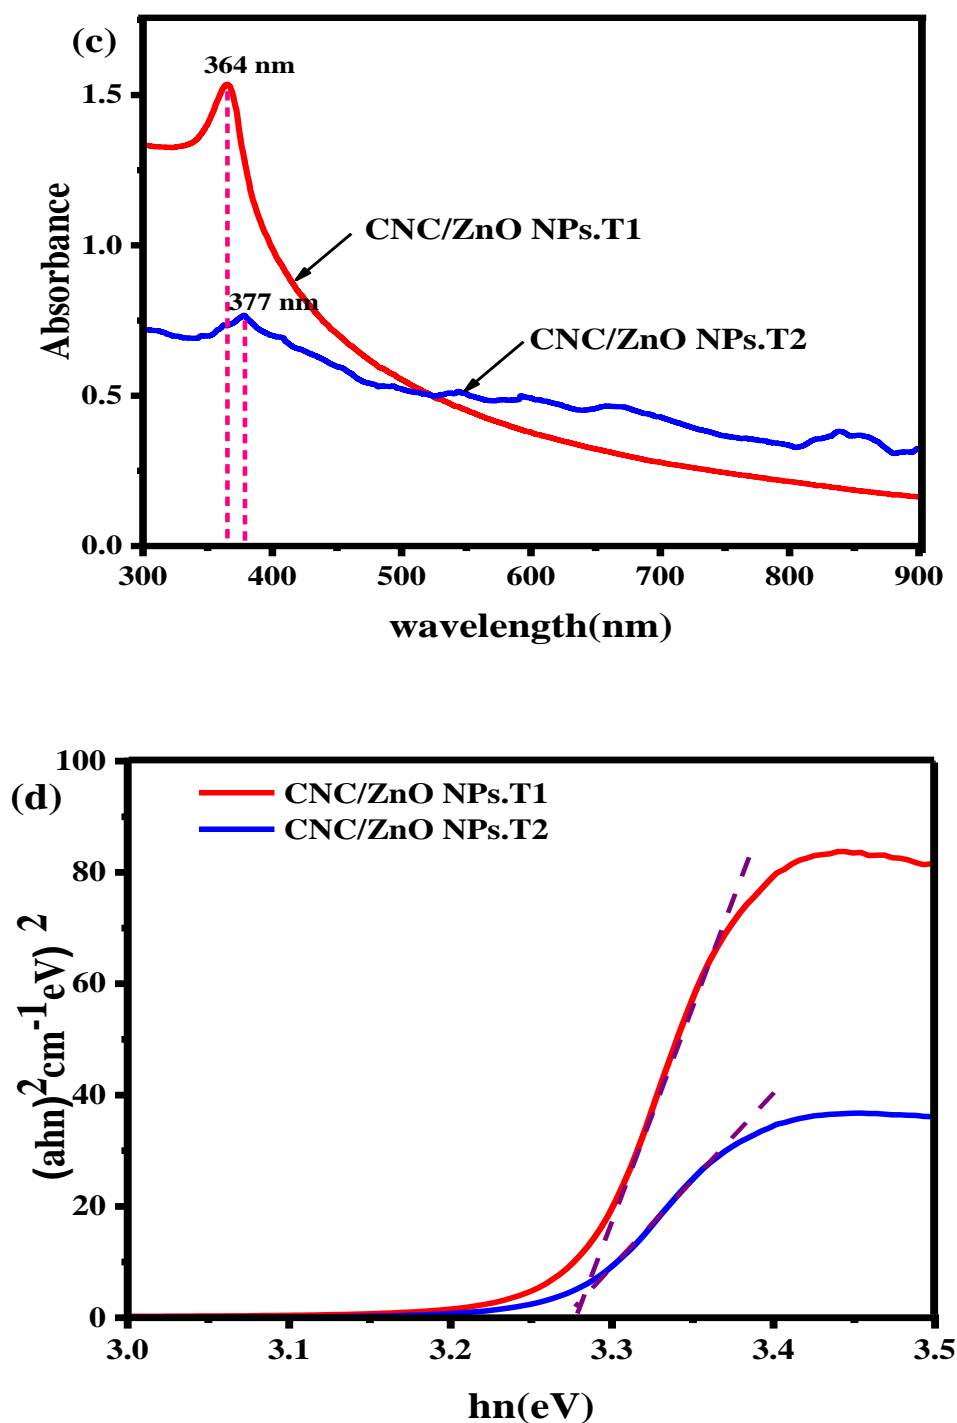 (c)
364 nm
1.5
CNC/ZnO NPs.T1
1.0
Absorbance
377 nm
CNC/ZnO NPs.T2
0.5
0.0
300 400 500 600 700 800 900
wavelength(nm)
(d)
100
CNC/ZnO NPs.T1
CNC/ZnO NPs.T2
80
60
(ahn)²cm⁻¹eV) ²
40
20
0
3.0 3.1 3.2 3.3 3.4 3.5
hn(eV)